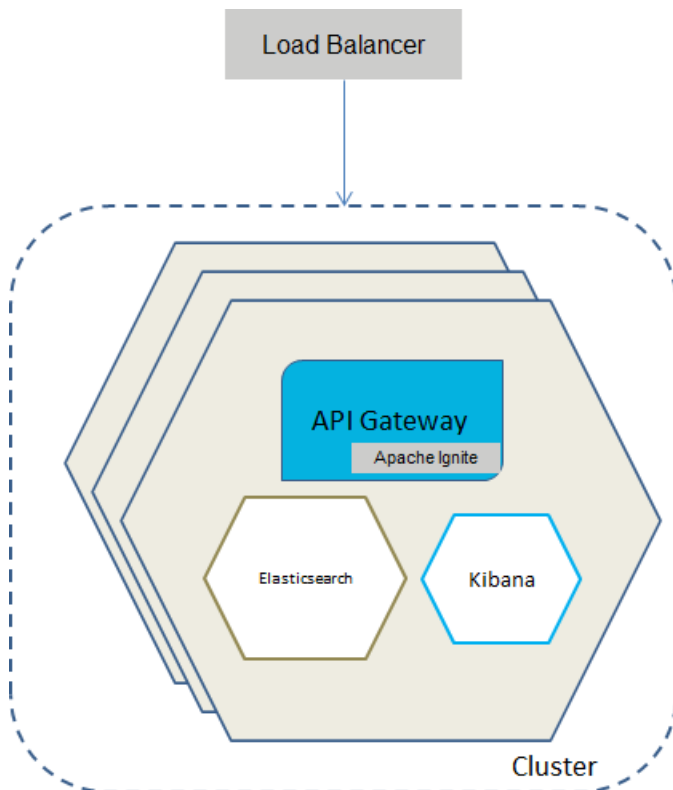 Load Balancer
API Gateway
Apache Ignite
Elasticsearch
Kibana
Cluster